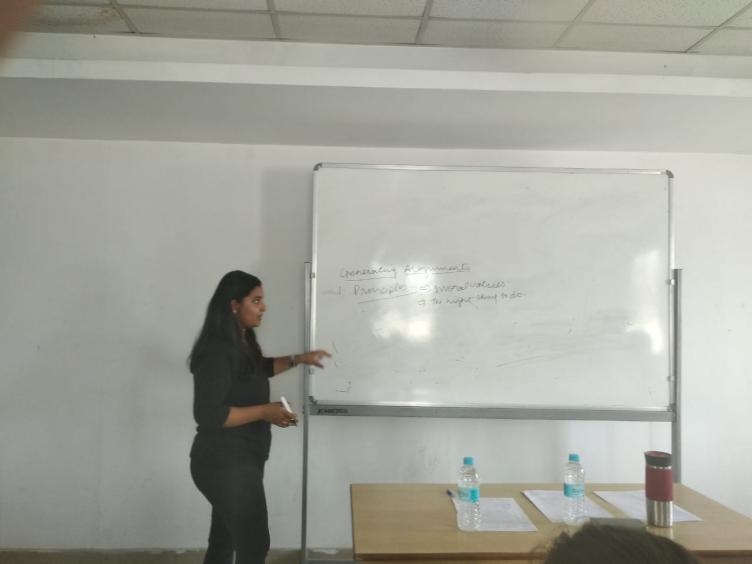 Generating Arguments
1 Principles → moral values
→ the right thing to do.